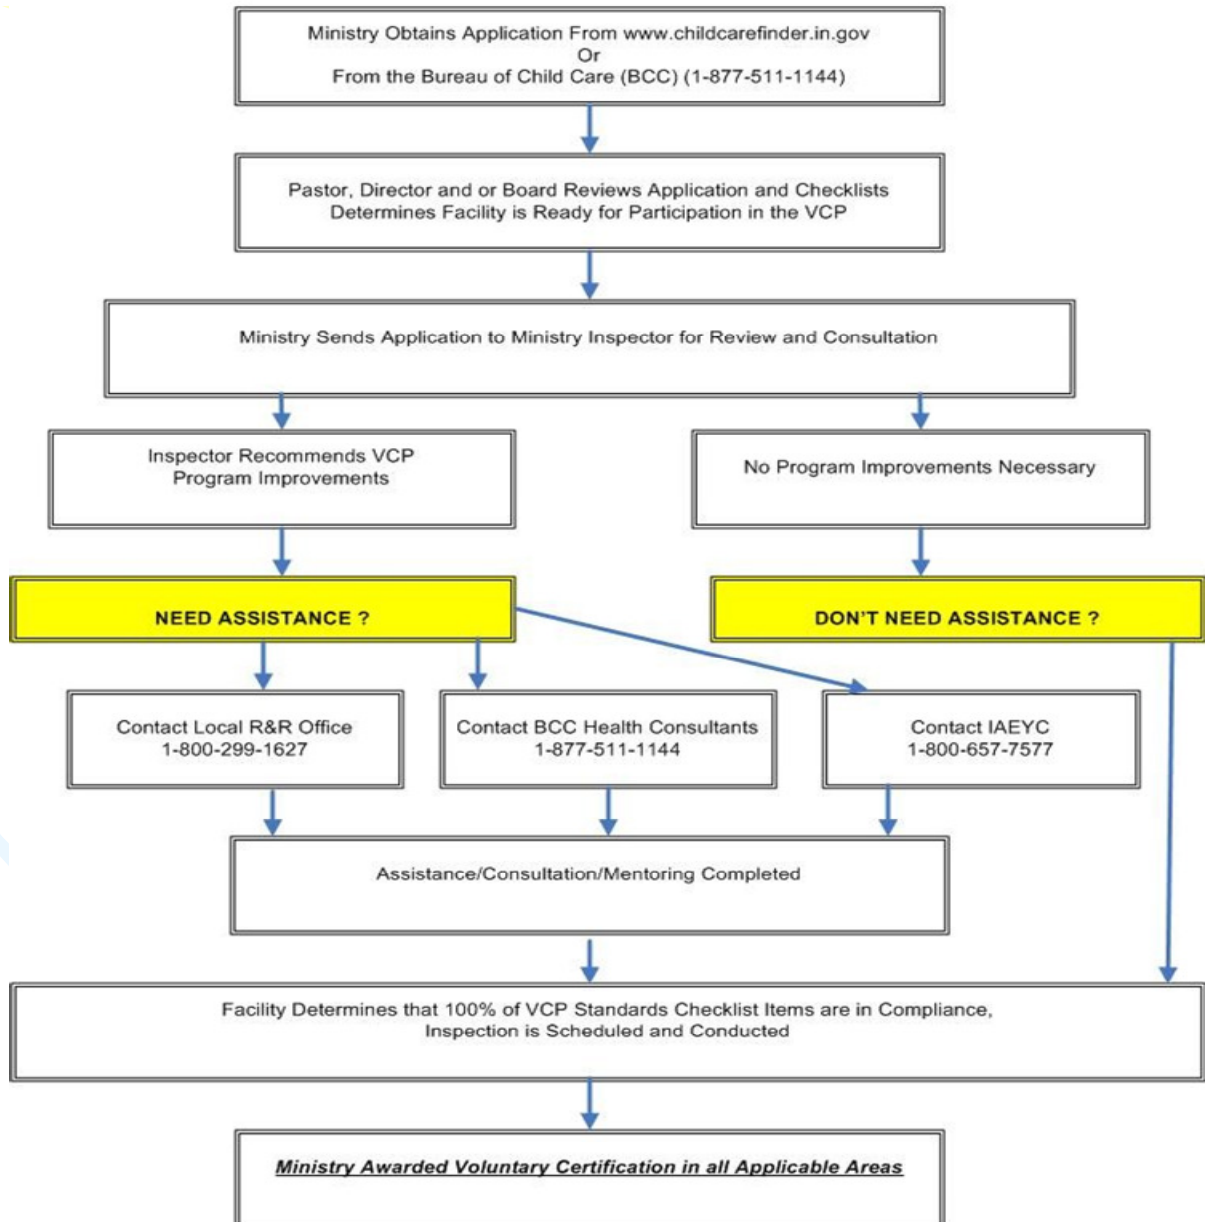 Ministry Obtains Application From www.childcarefinder.in.gov
Or
From the Bureau of Child Care (BCC) (1-877-511-1144)
Pastor, Director and or Board Reviews Application and Checklists
Determines Facility is Ready for Participation in the VCP
Ministry Sends Application to Ministry Inspector for Review and Consultation
Inspector Recommends VCP
Program Improvements
No Program Improvements Necessary
NEED ASSISTANCE ?
DON'T NEED ASSISTANCE ?
Contact Local R&R Office
1-800-299-1627
Contact BCC Health Consultants
1-877-511-1144
Contact IAEYC
1-800-657-7577
Assistance/Consultation/Mentoring Completed
Facility Determines that 100% of VCP Standards Checklist Items are in Compliance,
Inspection is Scheduled and Conducted
Ministry Awarded Voluntary Certification in all Applicable Areas